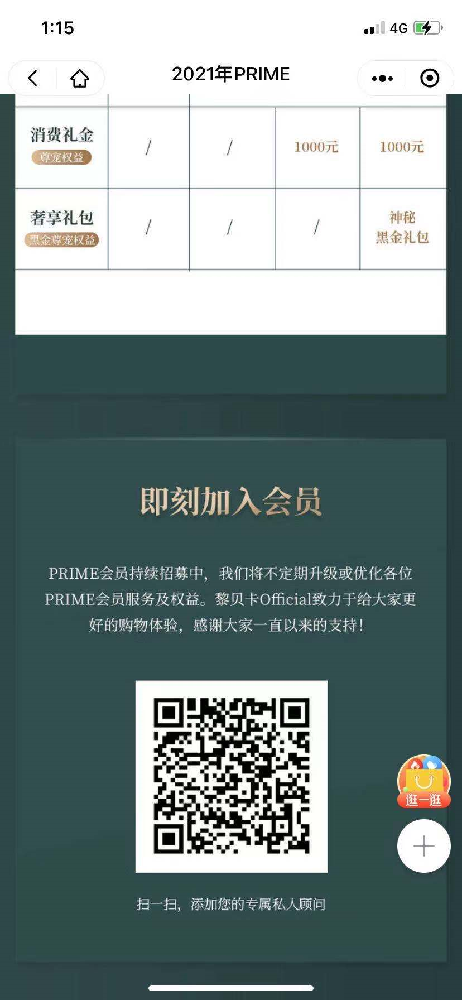 1:15
4G
2021年PRIME
消费礼金
尊宠权益
/
/
1000元
1000元
奢享礼包
黑金尊宠权益
/
/
/
神秘
黑金礼包
即刻加入会员
PRIME会员持续招募中，我们将不定期升级或优化各位
PRIME会员服务及权益。黎贝卡Official致力于给大家更
好的购物体验，感谢大家一直以来的支持！
逛一逛
扫一扫，添加您的专属私人顾问